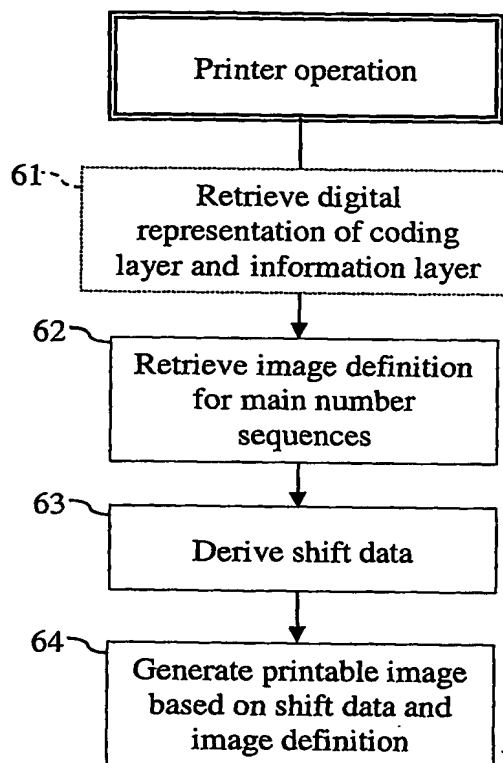 Printer operation
61
Retrieve digital
representation of coding
layer and information layer
62
Retrieve image definition
for main number
sequences
63
Derive shift data
64
Generate printable image
based on shift data and
image definition